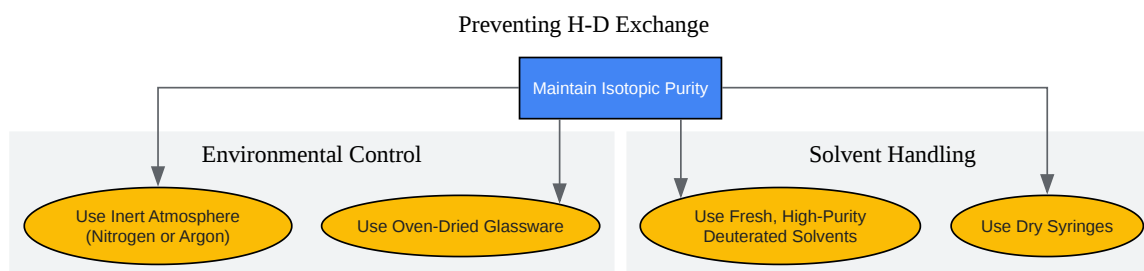 Preventing H-D Exchange
Maintain Isotopic Purity
Environmental Control
Solvent Handling
Use Inert Atmosphere
(Nitrogen or Argon)
Use Oven-Dried Glassware
Use Fresh, High-Purity
Deuterated Solvents
Use Dry Syringes